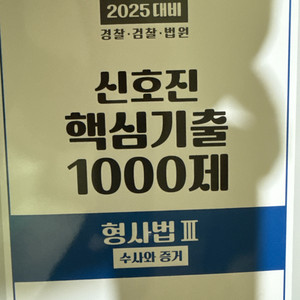 2025 대비
경찰·검찰·법원
신호진
핵심기출
1000제
형사법 Ⅲ
수사와 증거